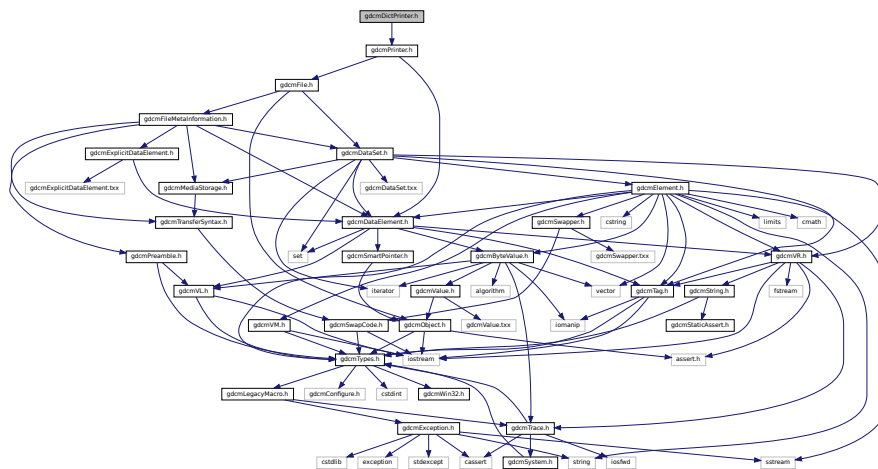 gdcmDictPrinter.h
gdcmPrinter.h
gdcmFile.h
gdcmFileMetaInformation.h
gdcmExplicitDataElement.h
gdcmDataSet.h
gdcmExplicitDataElement.txx
gdcmMediaStorage.h
gdcmDataSet.txx
gdcmElement.h
gdcmTransferSyntax.h
gdcmDataElement.h
gdcmSwapper.h
cstring
limits
cmath
gdcmPreamble.h
set
gdcmSmartPointer.h
gdcmByteValue.h
gdcmSwapper.txx
gdcmVR.h
gdcmVL.h
iterator
gdcmValue.h
algorithm
vector
gdcmTag.h
gdcmString.h
fstream
gdcmVM.h
gdcmSwapCode.h
gdcmObject.h
gdcmValue.txx
iomanip
gdcmStaticAssert.h
gdcmTypes.h
iostream
assert.h
gdcmLegacyMacro.h
gdcmConfigure.h
cstdint
gdcmWin32.h
gdcmException.h
gdcmTrace.h
cstdlib
exception
stdexcept
cassert
gdcmSystem.h
string
iosfwd
sstream